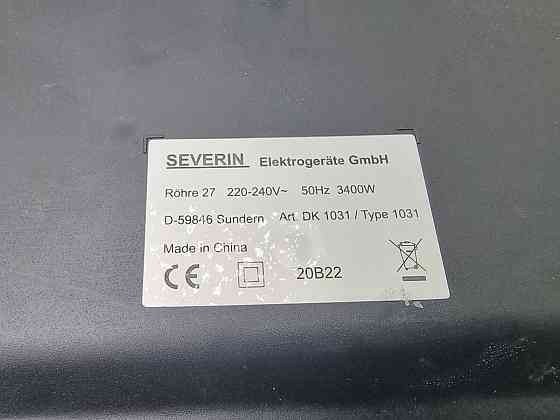 SEVERIN Elektrogeräte GmbH
Röhre 27 220-240V~ 50Hz 3400W
D-59846 Sundern Art. DK 1031 / Type 1031
Made in China
CE 20B22